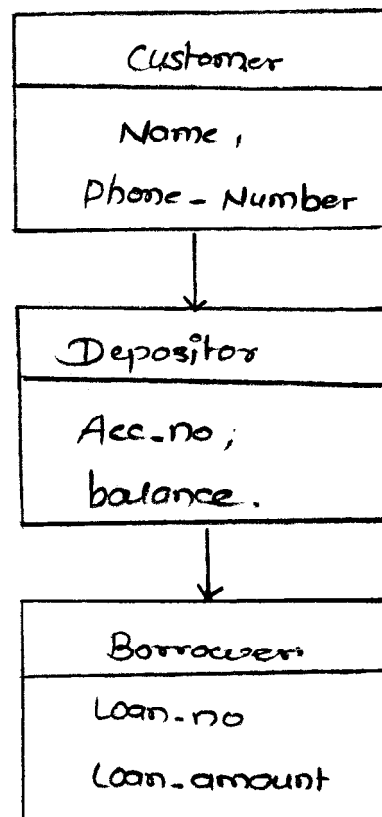 Customer
Name,
Phone_Number
Depositor
Acc_no;
balance.
Borrower
Loan_no
Loan_amount